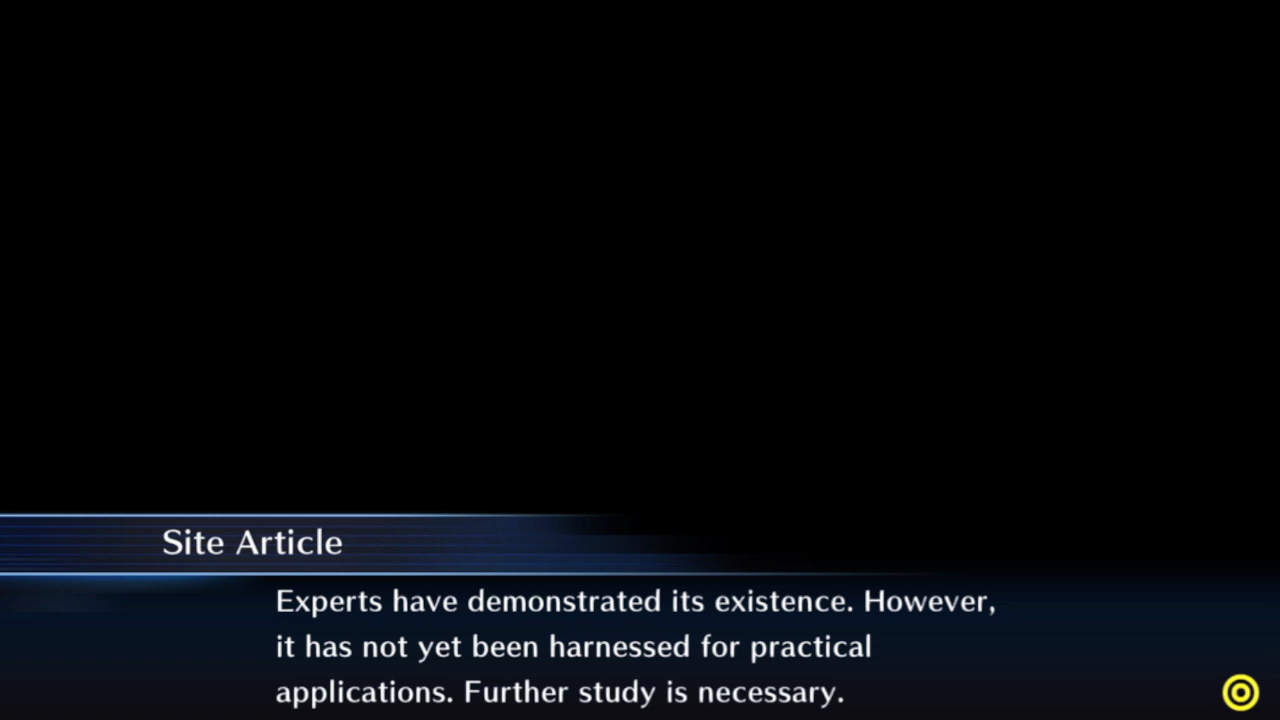 Site Article
Experts have demonstrated its existence. However,
it has not yet been harnessed for practical
applications. Further study is necessary.